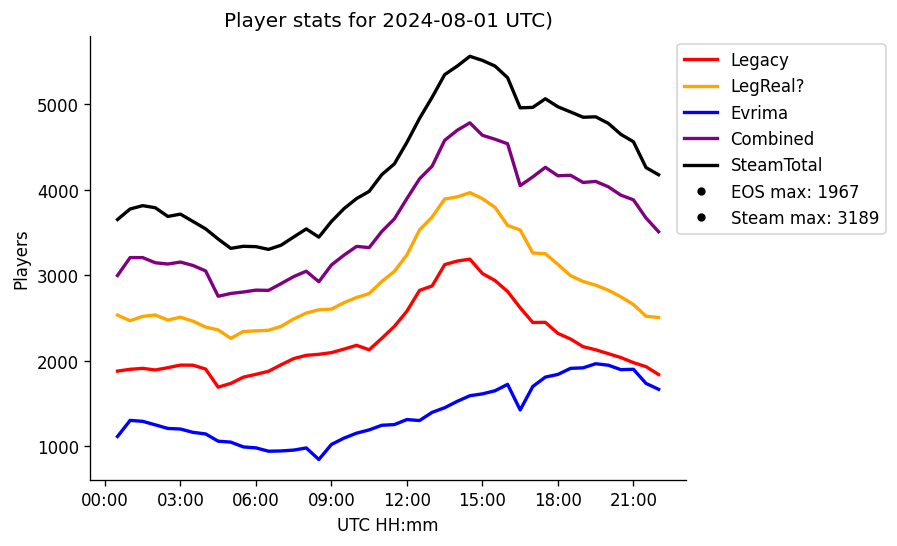 Player stats for 2024-08-01 UTC)
Legacy
LegReal?
Evrima
Combined
SteamTotal
EOS max: 1967
Steam max: 3189
Players
5000
4000
3000
2000
1000
00:00 03:00 06:00 09:00 12:00 15:00 18:00 21:00
UTC HH:mm